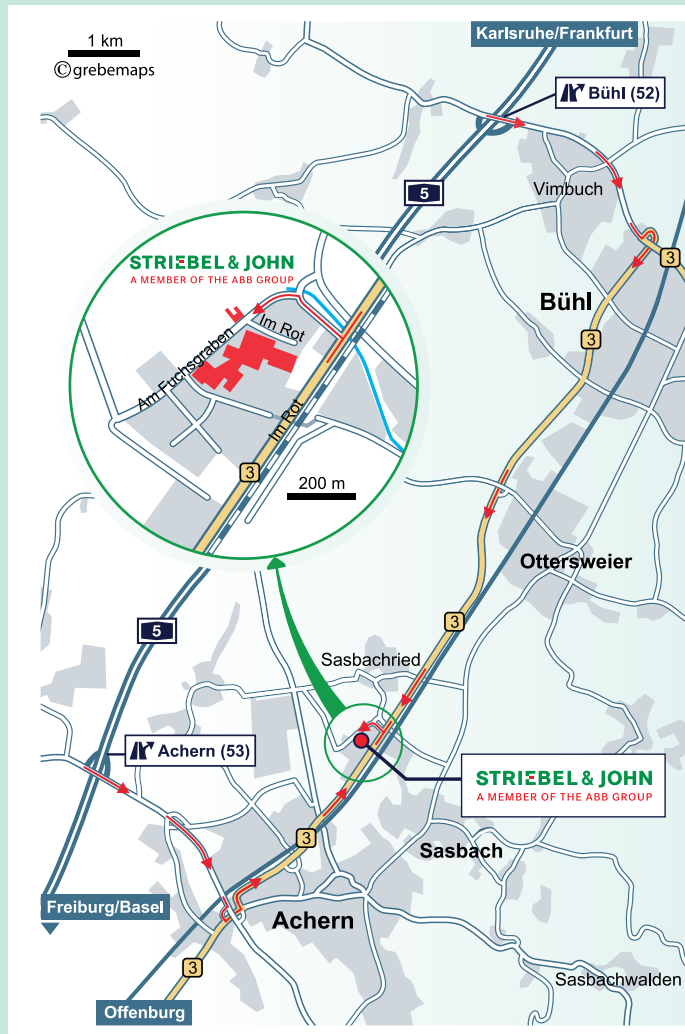 Karlsruhe/Frankfurt
1 km
©grebemaps
Bühl (52)
5
Vimbuch
STRIEBEL & JOHN
A MEMBER OF THE ABB GROUP
3
Bühl
Im Rot
Am Fuchsgraben
3
Im Rot
3
200 m
Ottersweier
3
5
Sasbachried
Achern (53)
STRIEBEL & JOHN
A MEMBER OF THE ABB GROUP
3
Sasbach
Freiburg/Basel
Achern
3
Sasbachwalden
Offenburg